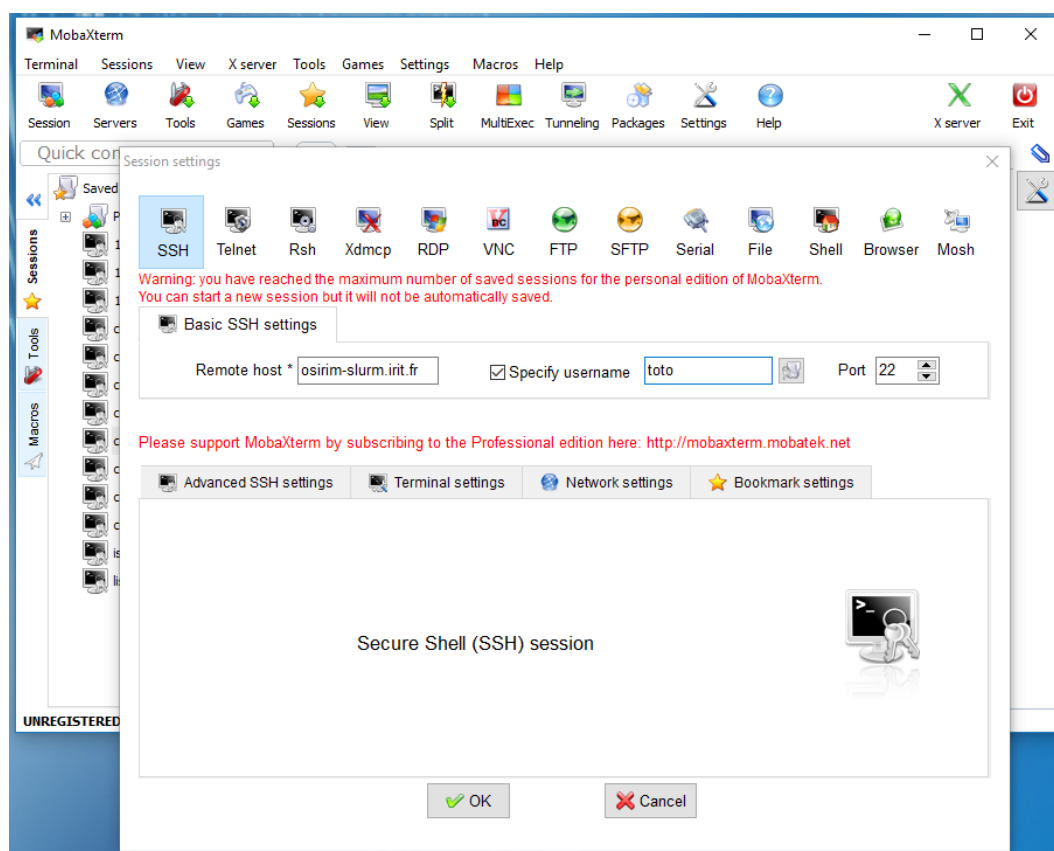 MobaXterm
Terminal Sessions View X server Tools Games Settings Macros Help
Session Servers Tools Games Sessions View Split MultiExec Tunneling Packages Settings Help X server Exit
Quick con
Session settings
Saved
Sessions
Tools
Macros
SSH Telnet Rsh Xdmcp RDP VNC FTP SFTP Serial File Shell Browser Mosh
Warning: you have reached the maximum number of saved sessions for the personal edition of MobaXterm.
You can start a new session but it will not be automatically saved.
Basic SSH settings
Remote host * osirim-slurm.irit.fr Specify username toto Port 22
Please support MobaXterm by subscribing to the Professional edition here: http://mobaxterm.mobatek.net
Advanced SSH settings Terminal settings Network settings Bookmark settings
Secure Shell (SSH) session
UNREGISTERED
OK Cancel